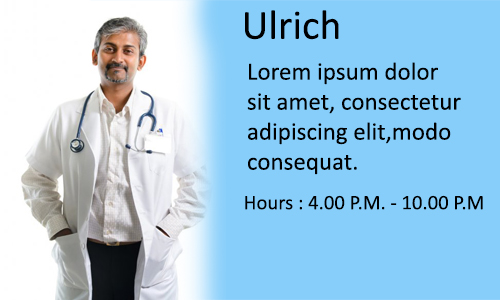 Ulrich
Lorem ipsum dolor
sit amet, consectetur
adipiscing elit,modo
consequat.
Hours : 4.00 P.M. - 10.00 P.M